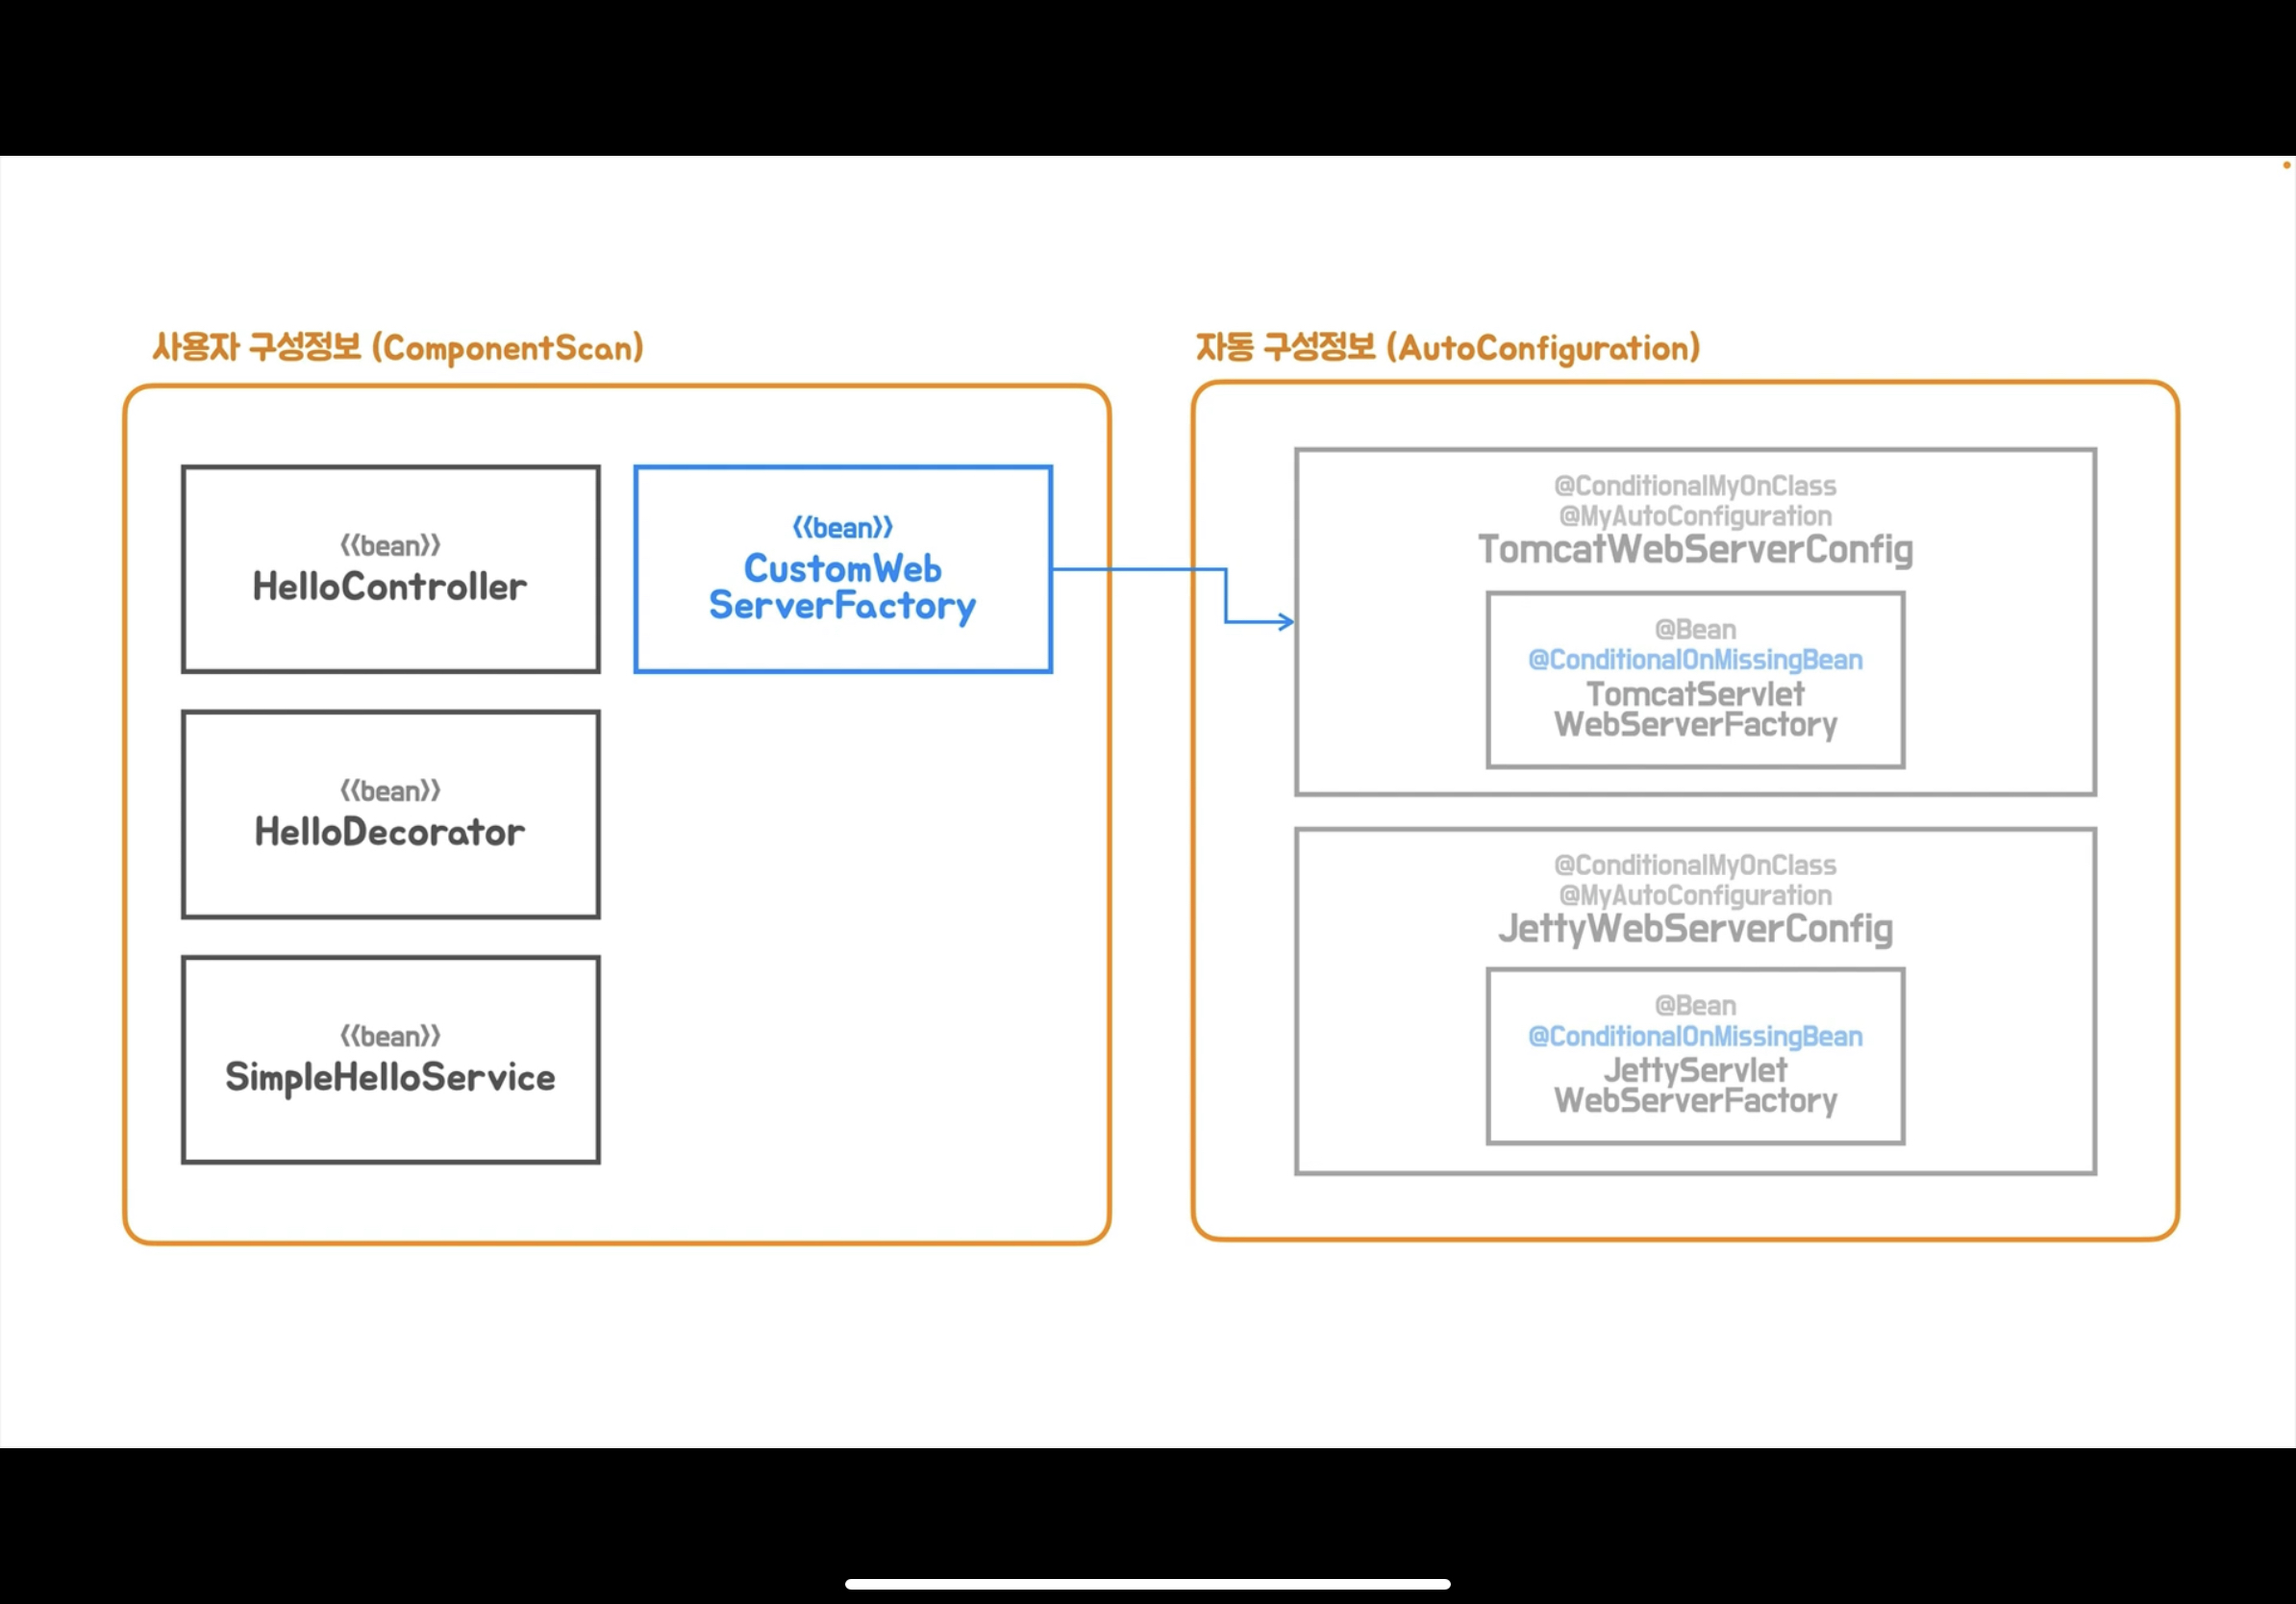 사용자 구성정보 (ComponentScan)
《bean》
HelloController
《bean》
CustomWeb
ServerFactory
《bean》
HelloDecorator
《bean》
SimpleHelloService
자동 구성정보 (AutoConfiguration)
@ConditionalMyOnClass
@MyAutoConfiguration
TomcatWebServerConfig
@Bean
@ConditionalOnMissingBean
TomcatServlet
WebServerFactory
@ConditionalMyOnClass
@MyAutoConfiguration
JettyWebServerConfig
@Bean
@ConditionalOnMissingBean
JettyServlet
WebServerFactory